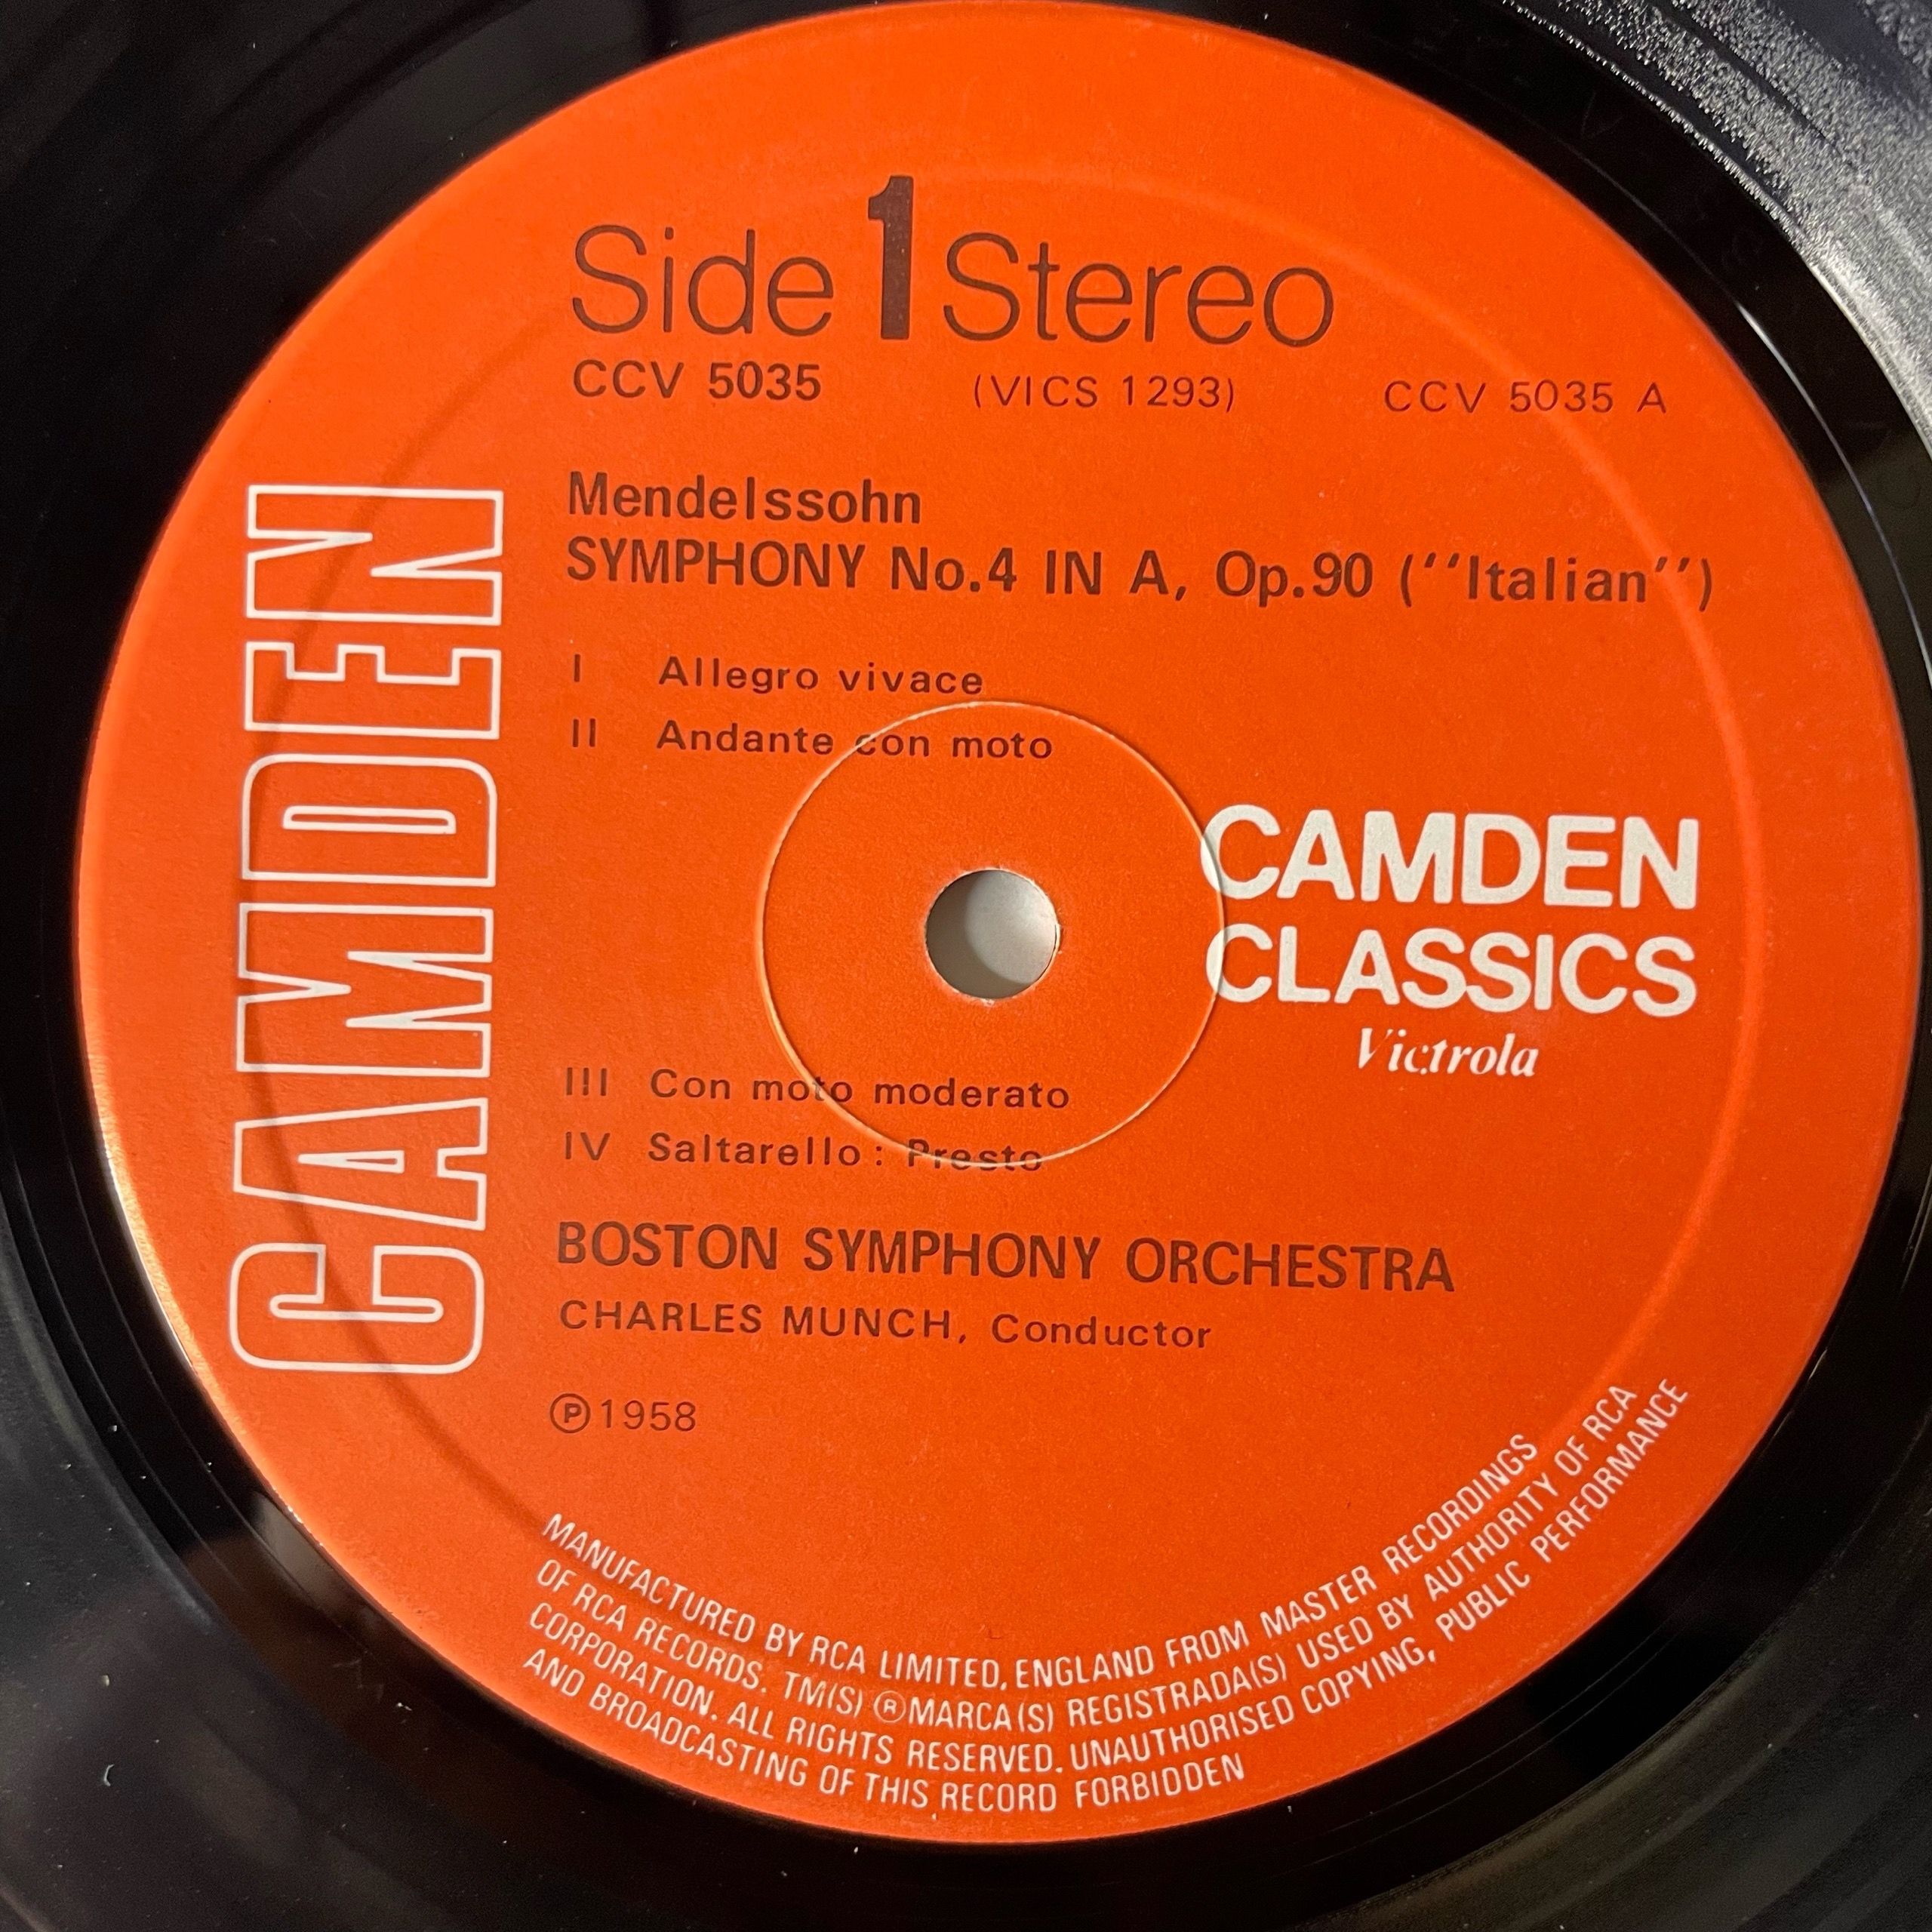 Side 1 Stereo
CCV 5035 (VICS 1293) CCV 5035 A
Mendelssohn
SYMPHONY No.4 IN A, Op.90 (''Italian'')
I Allegro vivace
II Andante con moto
CAMDEN
CAMDEN
CLASSICS
Victrola
III Con moto moderato
IV Saltarello: Presto
BOSTON SYMPHONY ORCHESTRA
CHARLES MUNCH, Conductor
℗1958
MANUFACTURED BY RCA LIMITED, ENGLAND FROM MASTER RECORDINGS
OF RCA RECORDS. TM(S) ®MARCA(S) REGISTRADA(S) USED BY AUTHORITY OF RCA
CORPORATION. ALL RIGHTS RESERVED. UNAUTHORISED COPYING, PUBLIC PERFORMANCE
AND BROADCASTING OF THIS RECORD FORBIDDEN